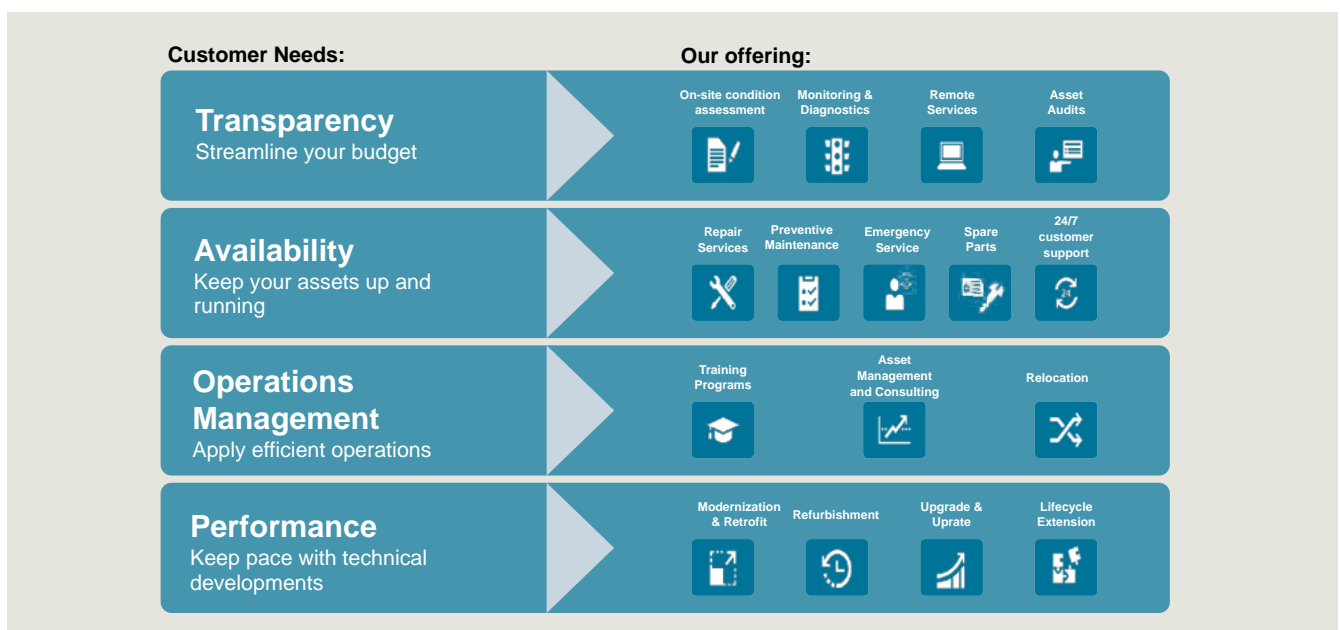 Customer Needs:
Our offering:
Transparency
Streamline your budget
On-site condition
assessment
Monitoring &
Diagnostics
Remote
Services
Asset
Audits
Availability
Keep your assets up and
running
Repair
Services
Preventive
Maintenance
Emergency
Service
Spare
Parts
24/7
customer
support
24
Operations
Management
Apply efficient operations
Training
Programs
Asset
Management
and Consulting
Relocation
Performance
Keep pace with technical
developments
Modernization
& Retrofit
Refurbishment
Upgrade &
Uprate
Lifecycle
Extension